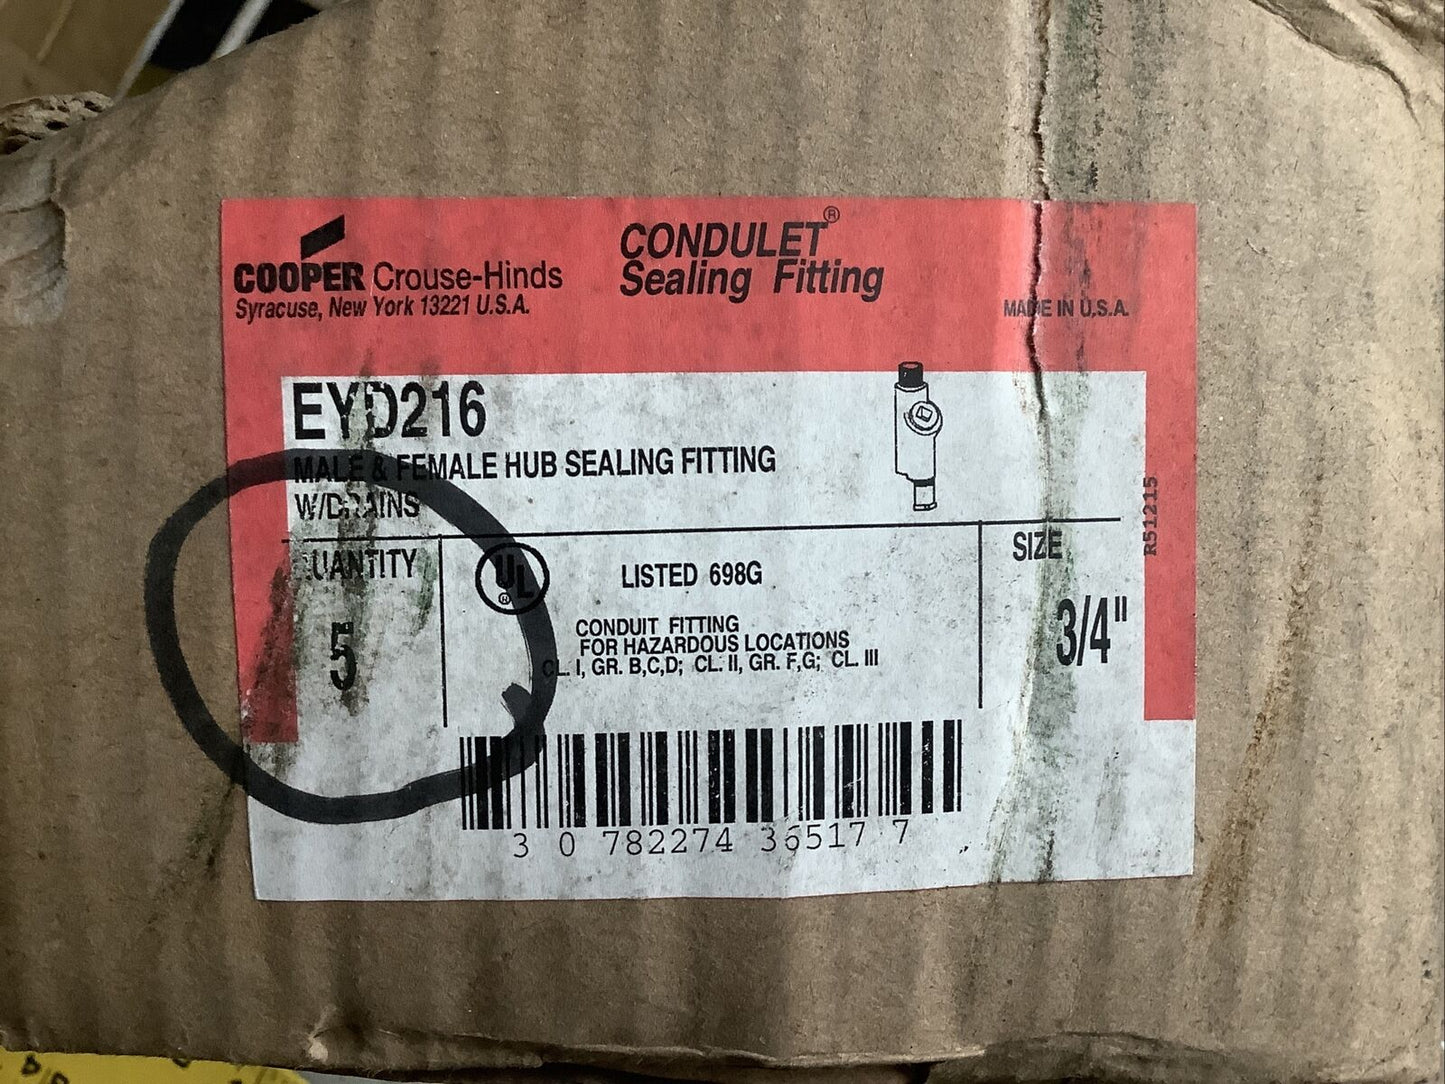 COOPER Crouse-Hinds
Syracuse, New York 13221 U.S.A.
CONDULET®
Sealing Fitting
MADE IN U.S.A.
EYD216
MALE & FEMALE HUB SEALING FITTING
W/DRAINS
QUANTITY
5
UL
®
LISTED 698G
CONDUIT FITTING
FOR HAZARDOUS LOCATIONS
CL. I, GR. B,C,D; CL. II, GR. F,G; CL. III
SIZE
3/4"
R51215
3 0 782274 36517 7